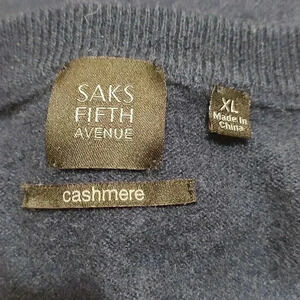 SAKS
FIFTH
AVENUE
XL
Made in
China
cashmere